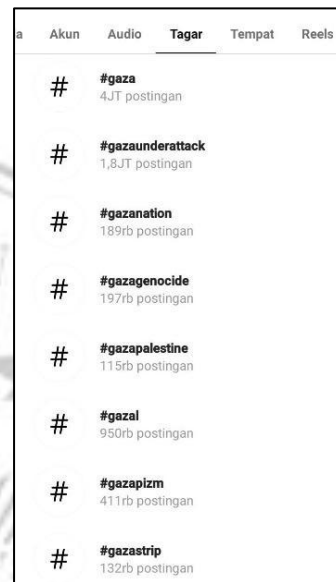 a Akun Audio Tagar Tempat Reels
# #gaza
4JT postingan
# #gazaunderattack
1,8JT postingan
# #gazanation
189rb postingan
# #gazagenocide
197rb postingan
# #gazapalestine
115rb postingan
# #gazal
950rb postingan
# #gazapizm
411rb postingan
# #gazastrip
132rb postingan